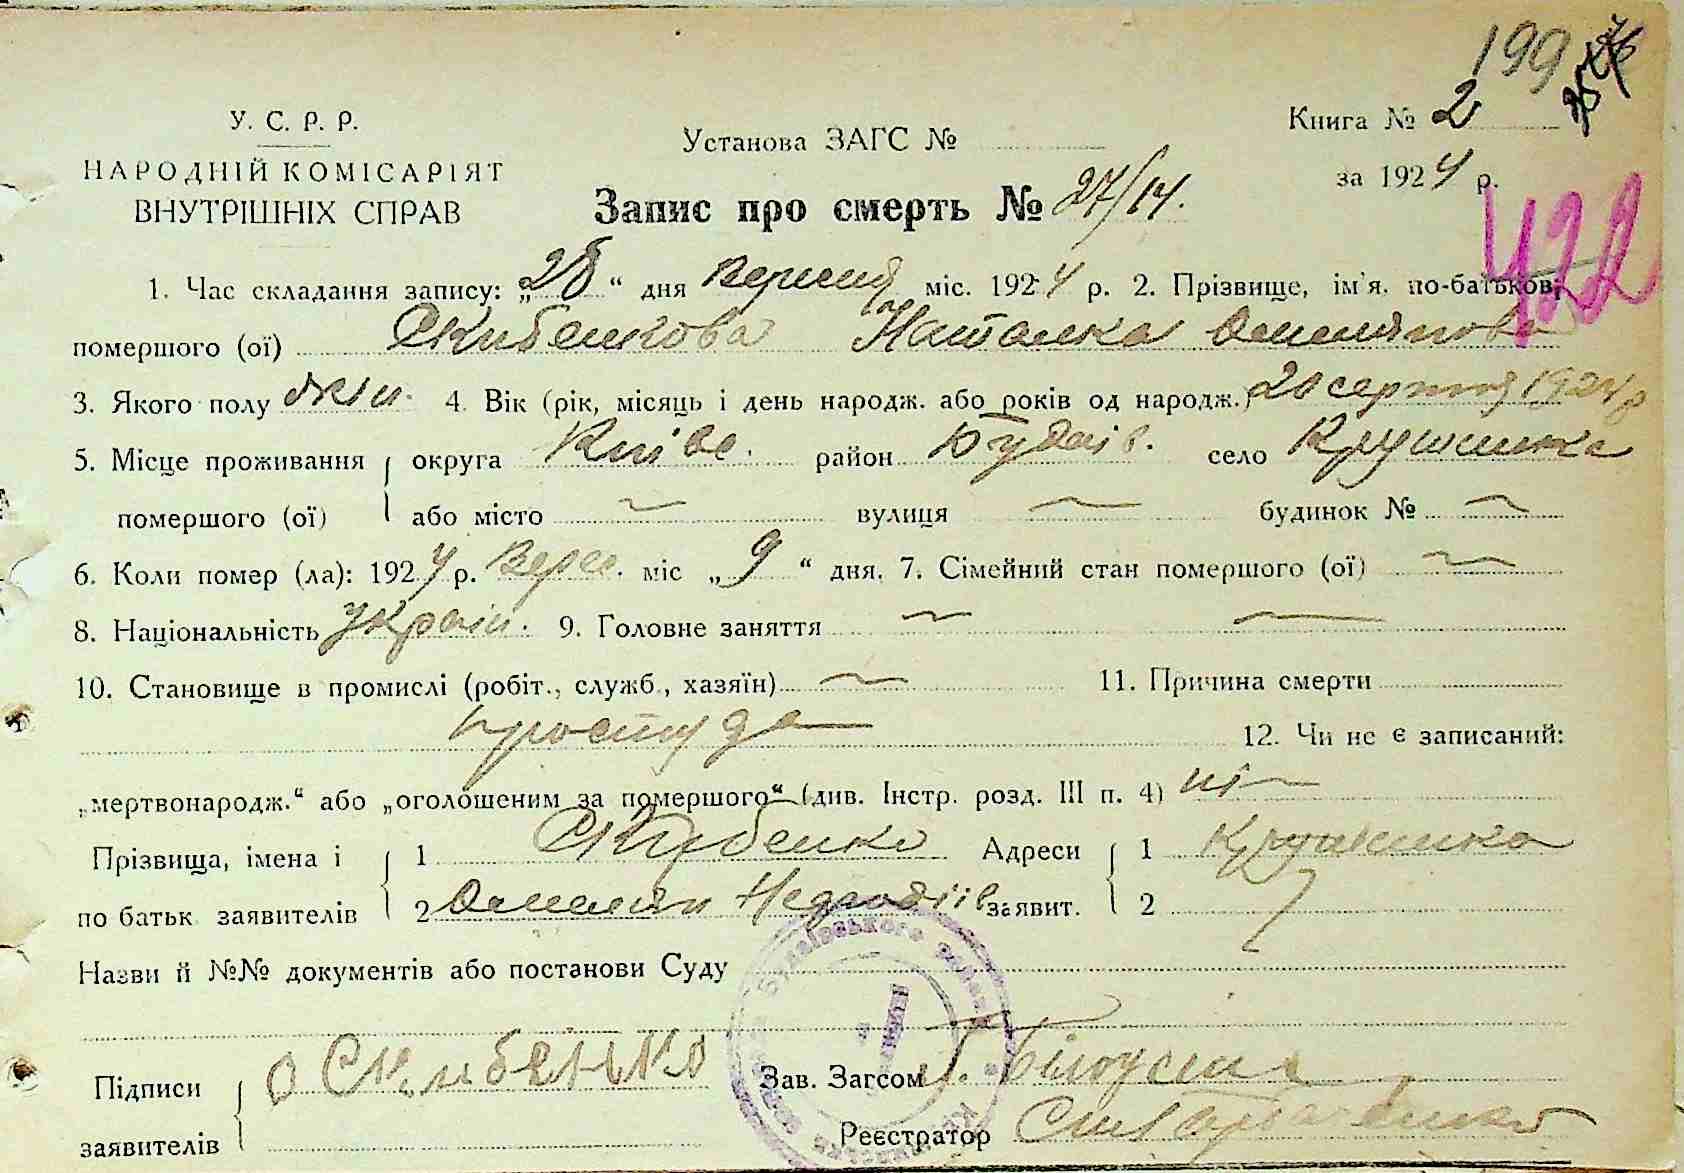 199
У. С. Р. Р.
НАРОДНІЙ КОМІСАРІЯТ
ВНУТРІШНІХ СПРАВ
Установа ЗАГС №
Книга № 2
за 1924 р.
Запис про смерть № 27/14.
422
1. Час складання запису: „26“ дня Вересня міс. 1924 р. 2. Прізвище, ім'я. по-батькові
помершого (ої) Скибенкова Наталка Омелянова
3. Якого полу жін. 4. Вік (рік, місяць і день народж. або років од народж.) 20 серпня 1924 р
5. Місце проживання округа Київс. район Будаїв. село Крушинка
помершого (ої) або місто вулиця будинок №
6. Коли помер (ла): 1924 р. Верес. міс „9“ дня. 7. Сімейний стан помершого (ої)
8. Національність Україн. 9. Головне заняття
10. Становище в промислі (робіт., служб., хазяїн) 11. Причина смерти
простуда 12. Чи не є записаний:
„мертвонародж.“ або „оголошеним за помершого“ (див. Інстр. розд. III п. 4) ні
Прізвища, імена і 1 Скибенко Адреси 1 Крушинка
по батьк заявителів 2 Омелян заявит. 2
Назви й №№ документів або постанови Суду
Підписи О Скибенко Зав. Загсом
заявителів Реєстратор